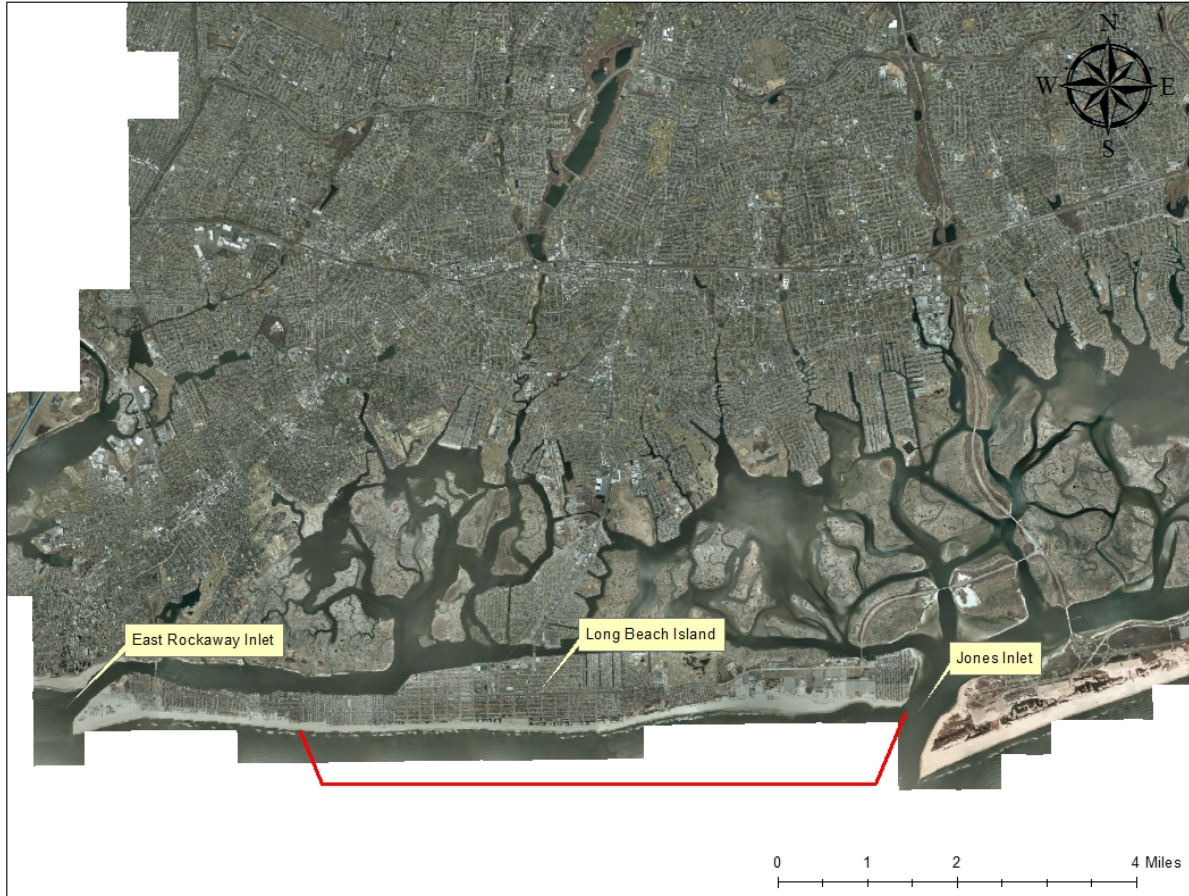 N
W E
S
East Rockaway Inlet
Long Beach Island
Jones Inlet
0 1 2 4 Miles